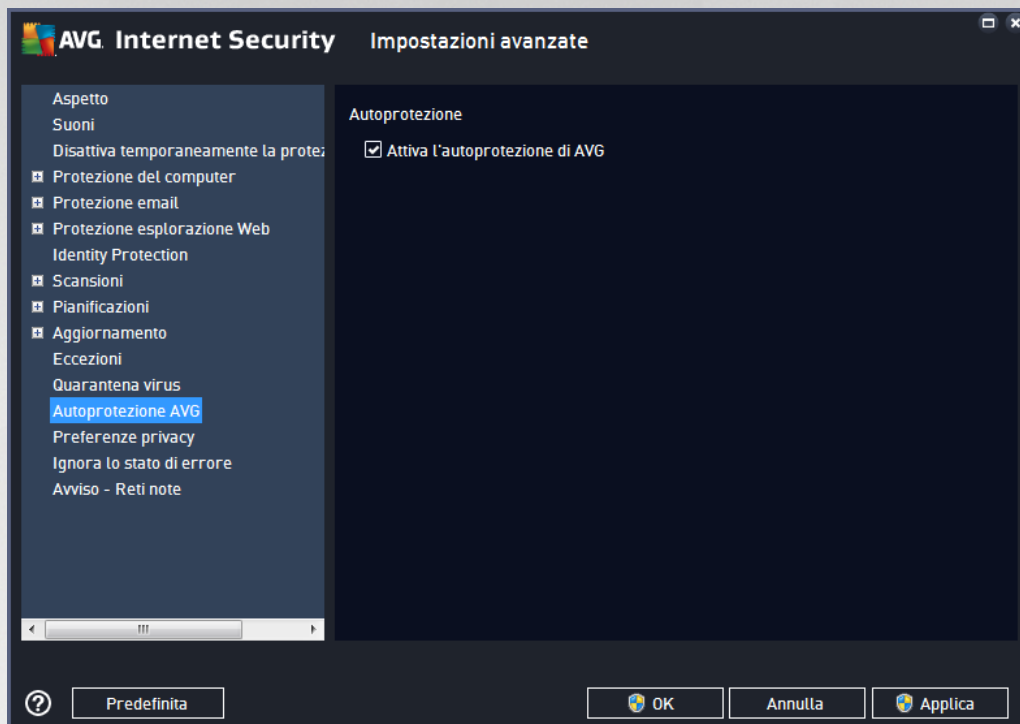 AVG. Internet Security Impostazioni avanzate
Aspetto
Suoni
Disattiva temporaneamente la protez
Protezione del computer
Protezione email
Protezione esplorazione Web
Identity Protection
Scansioni
Pianificazioni
Aggiornamento
Eccezioni
Quarantena virus
Autoprotezione AVG
Preferenze privacy
Ignora lo stato di errore
Avviso - Reti note
Autoprotezione
Attiva l'autoprotezione di AVG
Predefinita
OK
Annulla
Applica